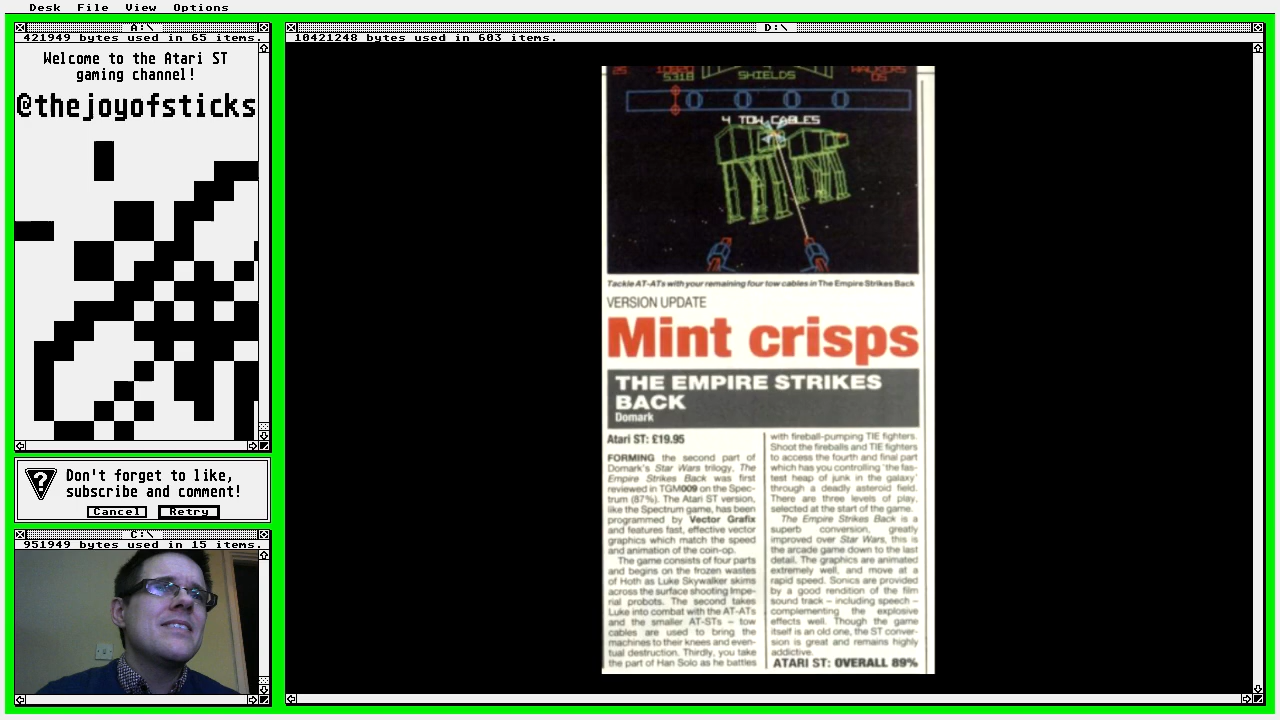 Desk File View Options
A:\
421949 bytes used in 65 items.
Welcome to the Atari ST
gaming channel!
@thejoyofsticks
Don't forget to like,
subscribe and comment!
Cancel Retry
bytes used in items.
D:\
10421248 bytes used in 603 items.
SHIELDS
4 TOW CABLES
Tackle AT-ATs with your remaining four tow cables in The Empire Strikes Back
VERSION UPDATE
Mint crisps
THE EMPIRE STRIKES
BACK
Domark
Atari ST: £19.95
FORMING the second part of
Domark's Star Wars trilogy, The
Empire Strikes Back was first
reviewed in TGM009 on the Spec-
trum (87%). The Atari ST version,
like the Spectrum game, has been
programmed by Vector Grafix
and features fast, effective vector
graphics which match the speed
and animation of the coin-op.
The game consists of four parts
and begins on the frozen wastes
of Hoth as Luke Skywalker skims
across the surface shooting Impe-
rial probots. The second takes
Luke into combat with the AT-ATs
and the smaller AT-STs – tow
cables are used to bring the
machines to their knees and even-
tual destruction. Thirdly, you take
the part of Han Solo as he battles
with fireball-pumping TIE fighters.
Shoot the fireballs and TIE fighters
to access the fourth and final part
which has you controlling 'the fas-
test heap of junk in the galaxy'
through a deadly asteroid field.
There are three levels of play,
selected at the start of the game.
The Empire Strikes Back is a
superb conversion, greatly
improved over Star Wars, this is
the arcade game down to the last
detail. The graphics are animated
extremely well, and move at a
rapid speed. Sonics are provided
by a good rendition of the film
sound track – including speech –
complementing the explosive
effects well. Though the game
itself is an old one, the ST conver-
sion is great and remains highly
addictive.
ATARI ST: OVERALL 89%